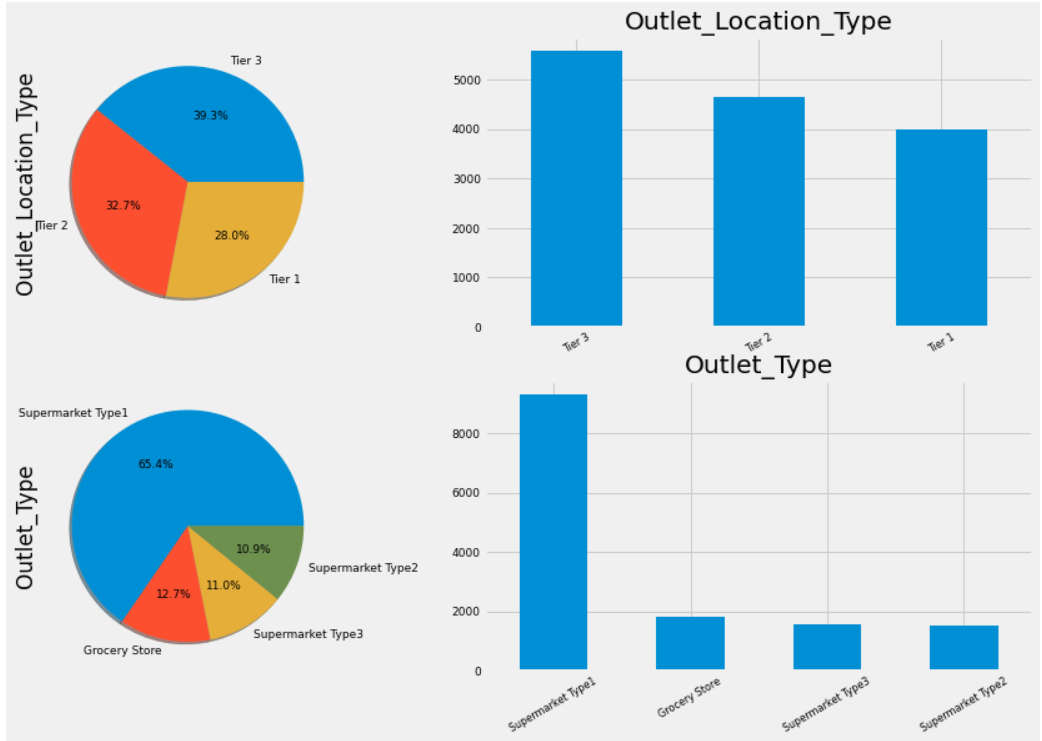 Outlet_Location_Type
Tier 3
39.3%
32.7%
Tier 2
28.0%
Tier 1
Outlet_Location_Type
5000
4000
3000
2000
1000
0
Tier 3
Tier 2
Tier 1
Outlet_Type
Supermarket Type1
65.4%
10.9%
Supermarket Type2
11.0%
12.7%
Supermarket Type3
Grocery Store
Outlet_Type
8000
6000
4000
2000
0
Supermarket Type1
Grocery Store
Supermarket Type3
Supermarket Type2